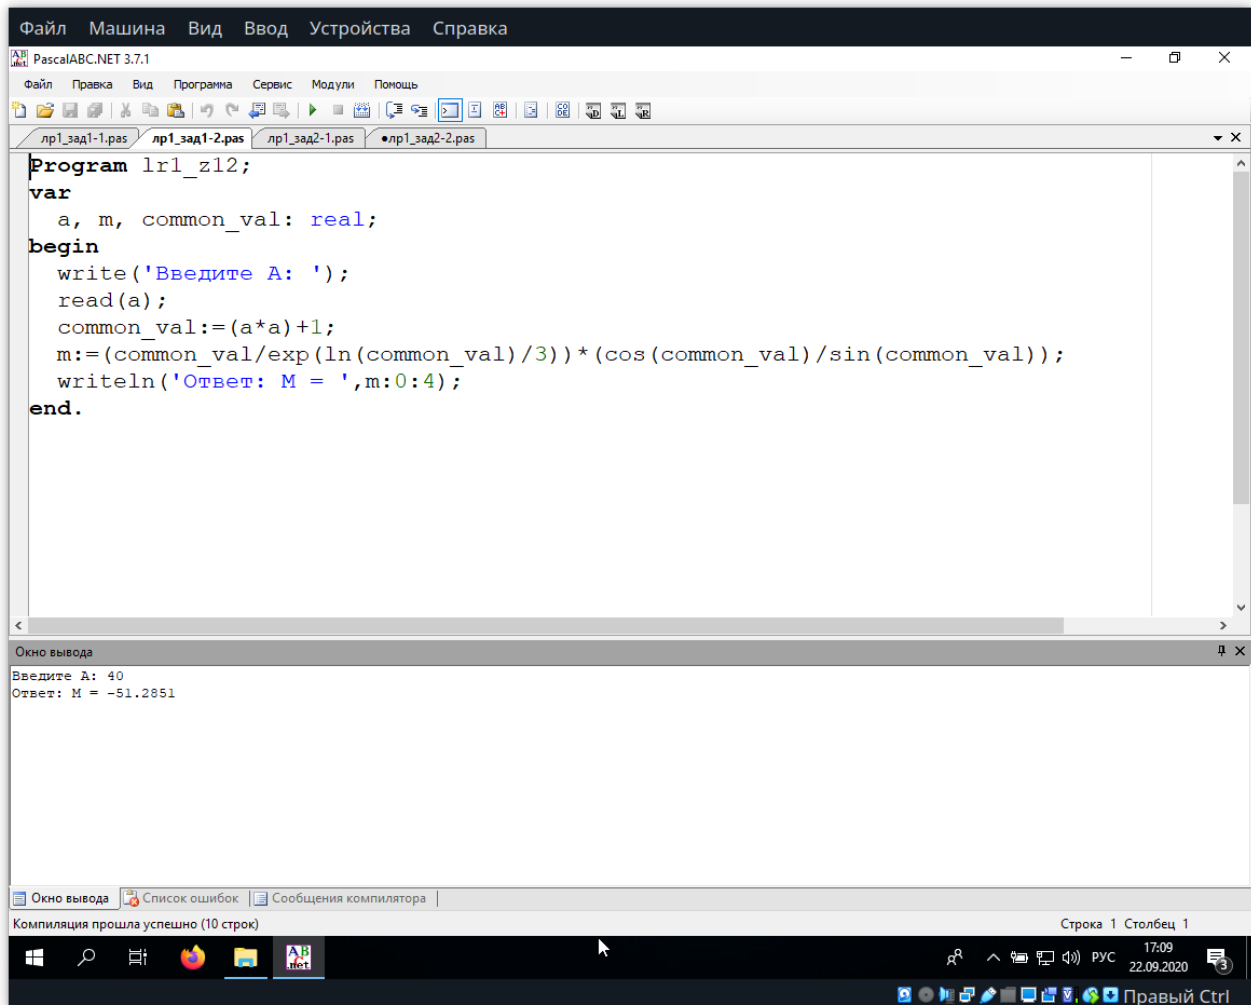 Файл Машина Вид Ввод Устройства Справка
PascalABC.NET 3.7.1
Файл Правка Вид Программа Сервис Модули Помощь
лр1_зад1-1.pas лр1_зад1-2.pas лр1_зад2-1.pas •лр1_зад2-2.pas
Program lr1_z12;
var
a, m, common_val: real;
begin
write('Введите A: ');
read(a);
common_val:=(a*a)+1;
m:=(common_val/exp(ln(common_val)/3))*(cos(common_val)/sin(common_val));
writeln('Ответ: M = ',m:0:4);
end.
Окно вывода
Введите A: 40
Ответ: M = -51.2851
Окно вывода Список ошибок Сообщения компилятора
Компиляция прошла успешно (10 строк) Строка 1 Столбец 1
РУС 17:09
22.09.2020 3
Правый Ctrl